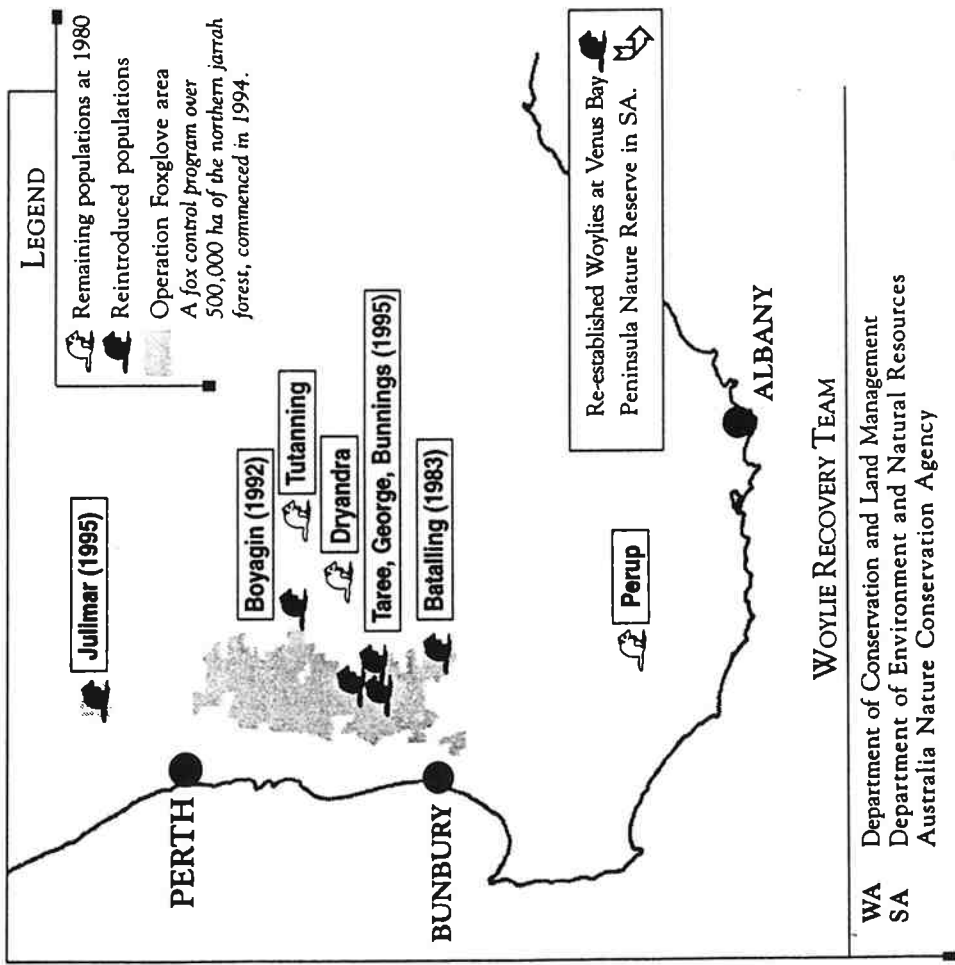 LEGEND
Remaining populations at 1980
Reintroduced populations
Operation Foxglove area
A fox control program over
500,000 ha of the northern jarrah
forest, commenced in 1994.
Julimar (1995)
PERTH
Boyagin (1992)
Tutanning
Dryandra
Taree, George, Bunnings (1995)
Batalling (1983)
BUNBURY
Perup
Re-established Woylies at Venus Bay
Peninsula Nature Reserve in SA.
ALBANY
WOYLIE RECOVERY TEAM
WA Department of Conservation and Land Management
SA Department of Environment and Natural Resources
Australia Nature Conservation Agency